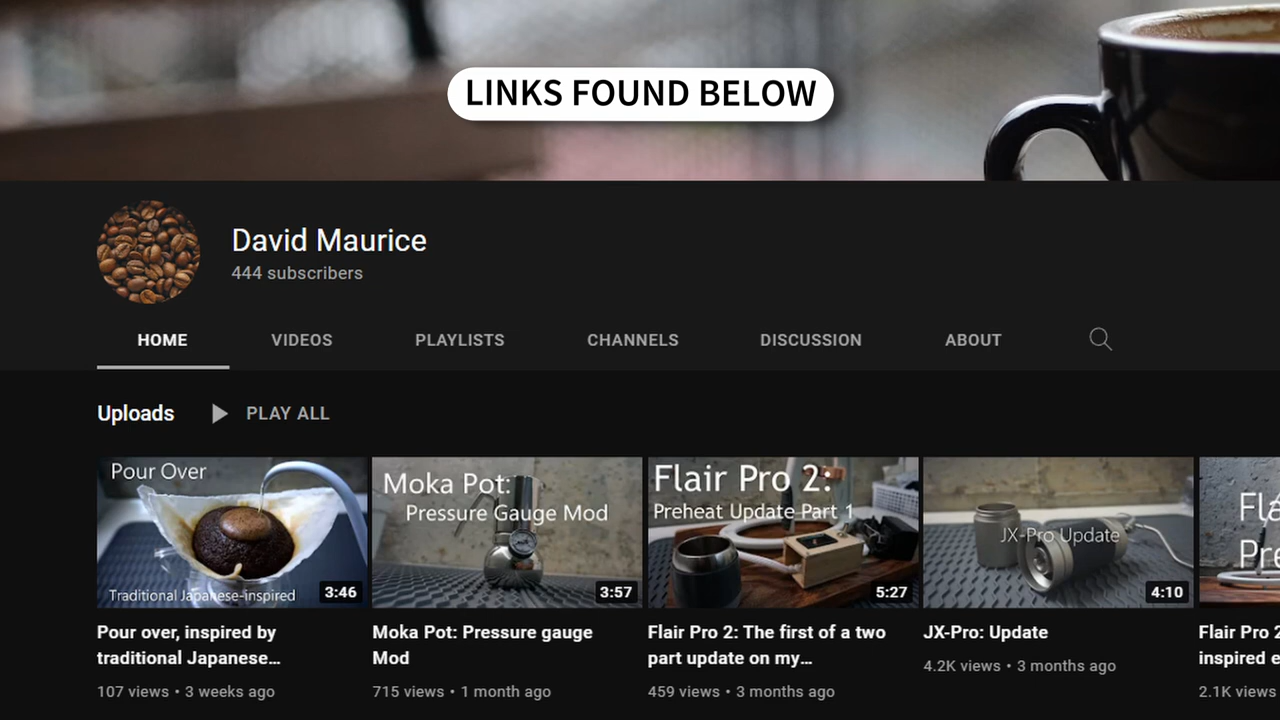 LINKS FOUND BELOW
David Maurice
444 subscribers
HOME VIDEOS PLAYLISTS CHANNELS DISCUSSION ABOUT
Uploads PLAY ALL
Pour Over
Traditional Japanese-inspired
3:46
Moka Pot:
Pressure Gauge Mod
3:57
Flair Pro 2:
Preheat Update Part 1
5:27
JX-Pro Update
4:10
Fla
Pre
Pour over, inspired by
traditional Japanese...
107 views • 3 weeks ago
Moka Pot: Pressure gauge
Mod
715 views • 1 month ago
Flair Pro 2: The first of a two
part update on my...
459 views • 3 months ago
JX-Pro: Update
4.2K views • 3 months ago
Flair Pro 2
inspired e
2.1K views